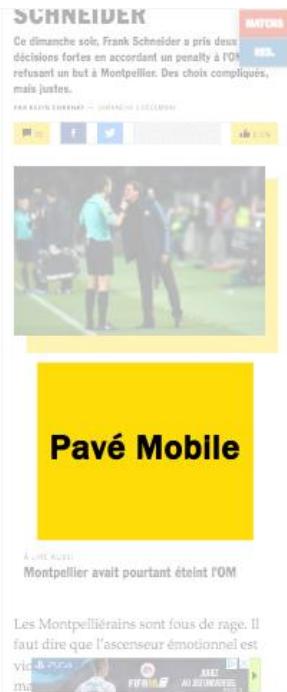 SCHNEIDER
MATCHS
Ce dimanche soir, Frank Schneider a pris deux
décisions fortes en accordant un penalty à l'OM
refusant un but à Montpellier. Des choix compliqués,
mais justes.
Pavé Mobile
À LIRE AUSSI
Montpellier avait pourtant éteint l'OM
Les Montpelliérains sont fous de rage. Il
faut dire que l'ascenseur émotionnel est